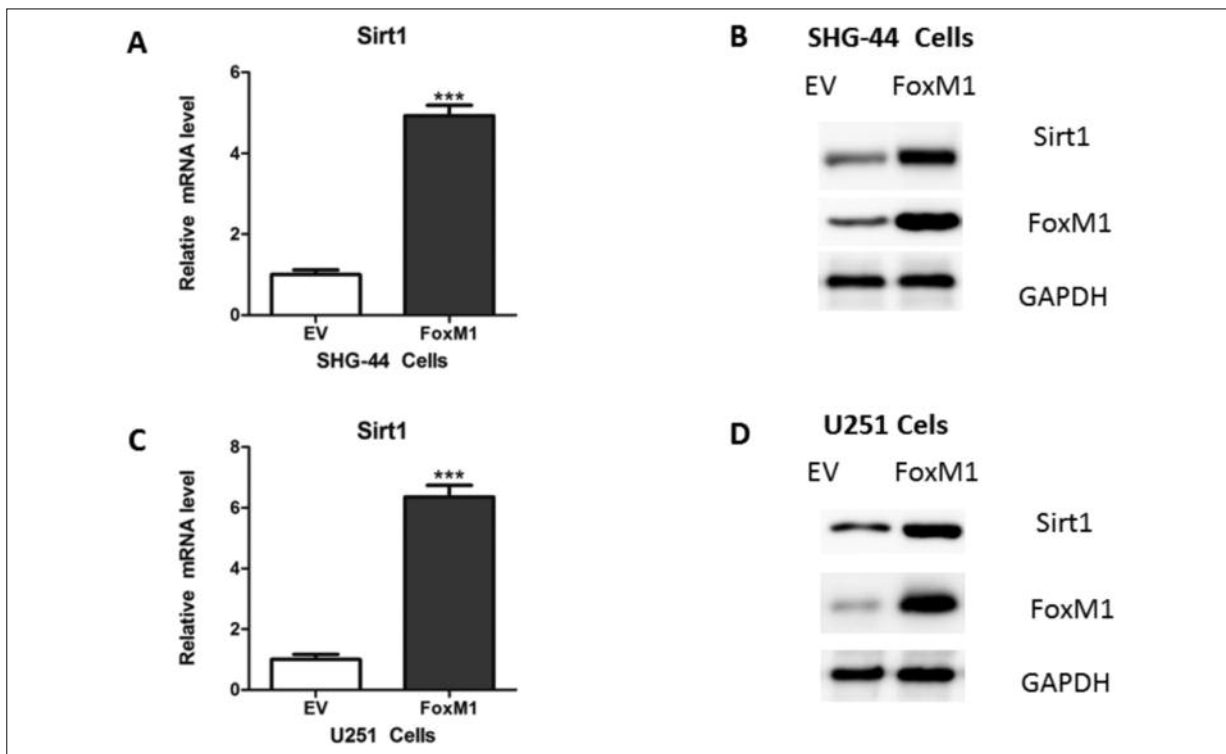 A
Sirt1
Relative mRNA level
6
4
2
0
***
EV FoxM1
SHG-44 Cells
B
SHG-44 Cells
EV FoxM1
Sirt1
FoxM1
GAPDH
C
Sirt1
Relative mRNA level
8
6
4
2
0
***
EV FoxM1
U251 Cells
D
U251 Cels
EV FoxM1
Sirt1
FoxM1
GAPDH